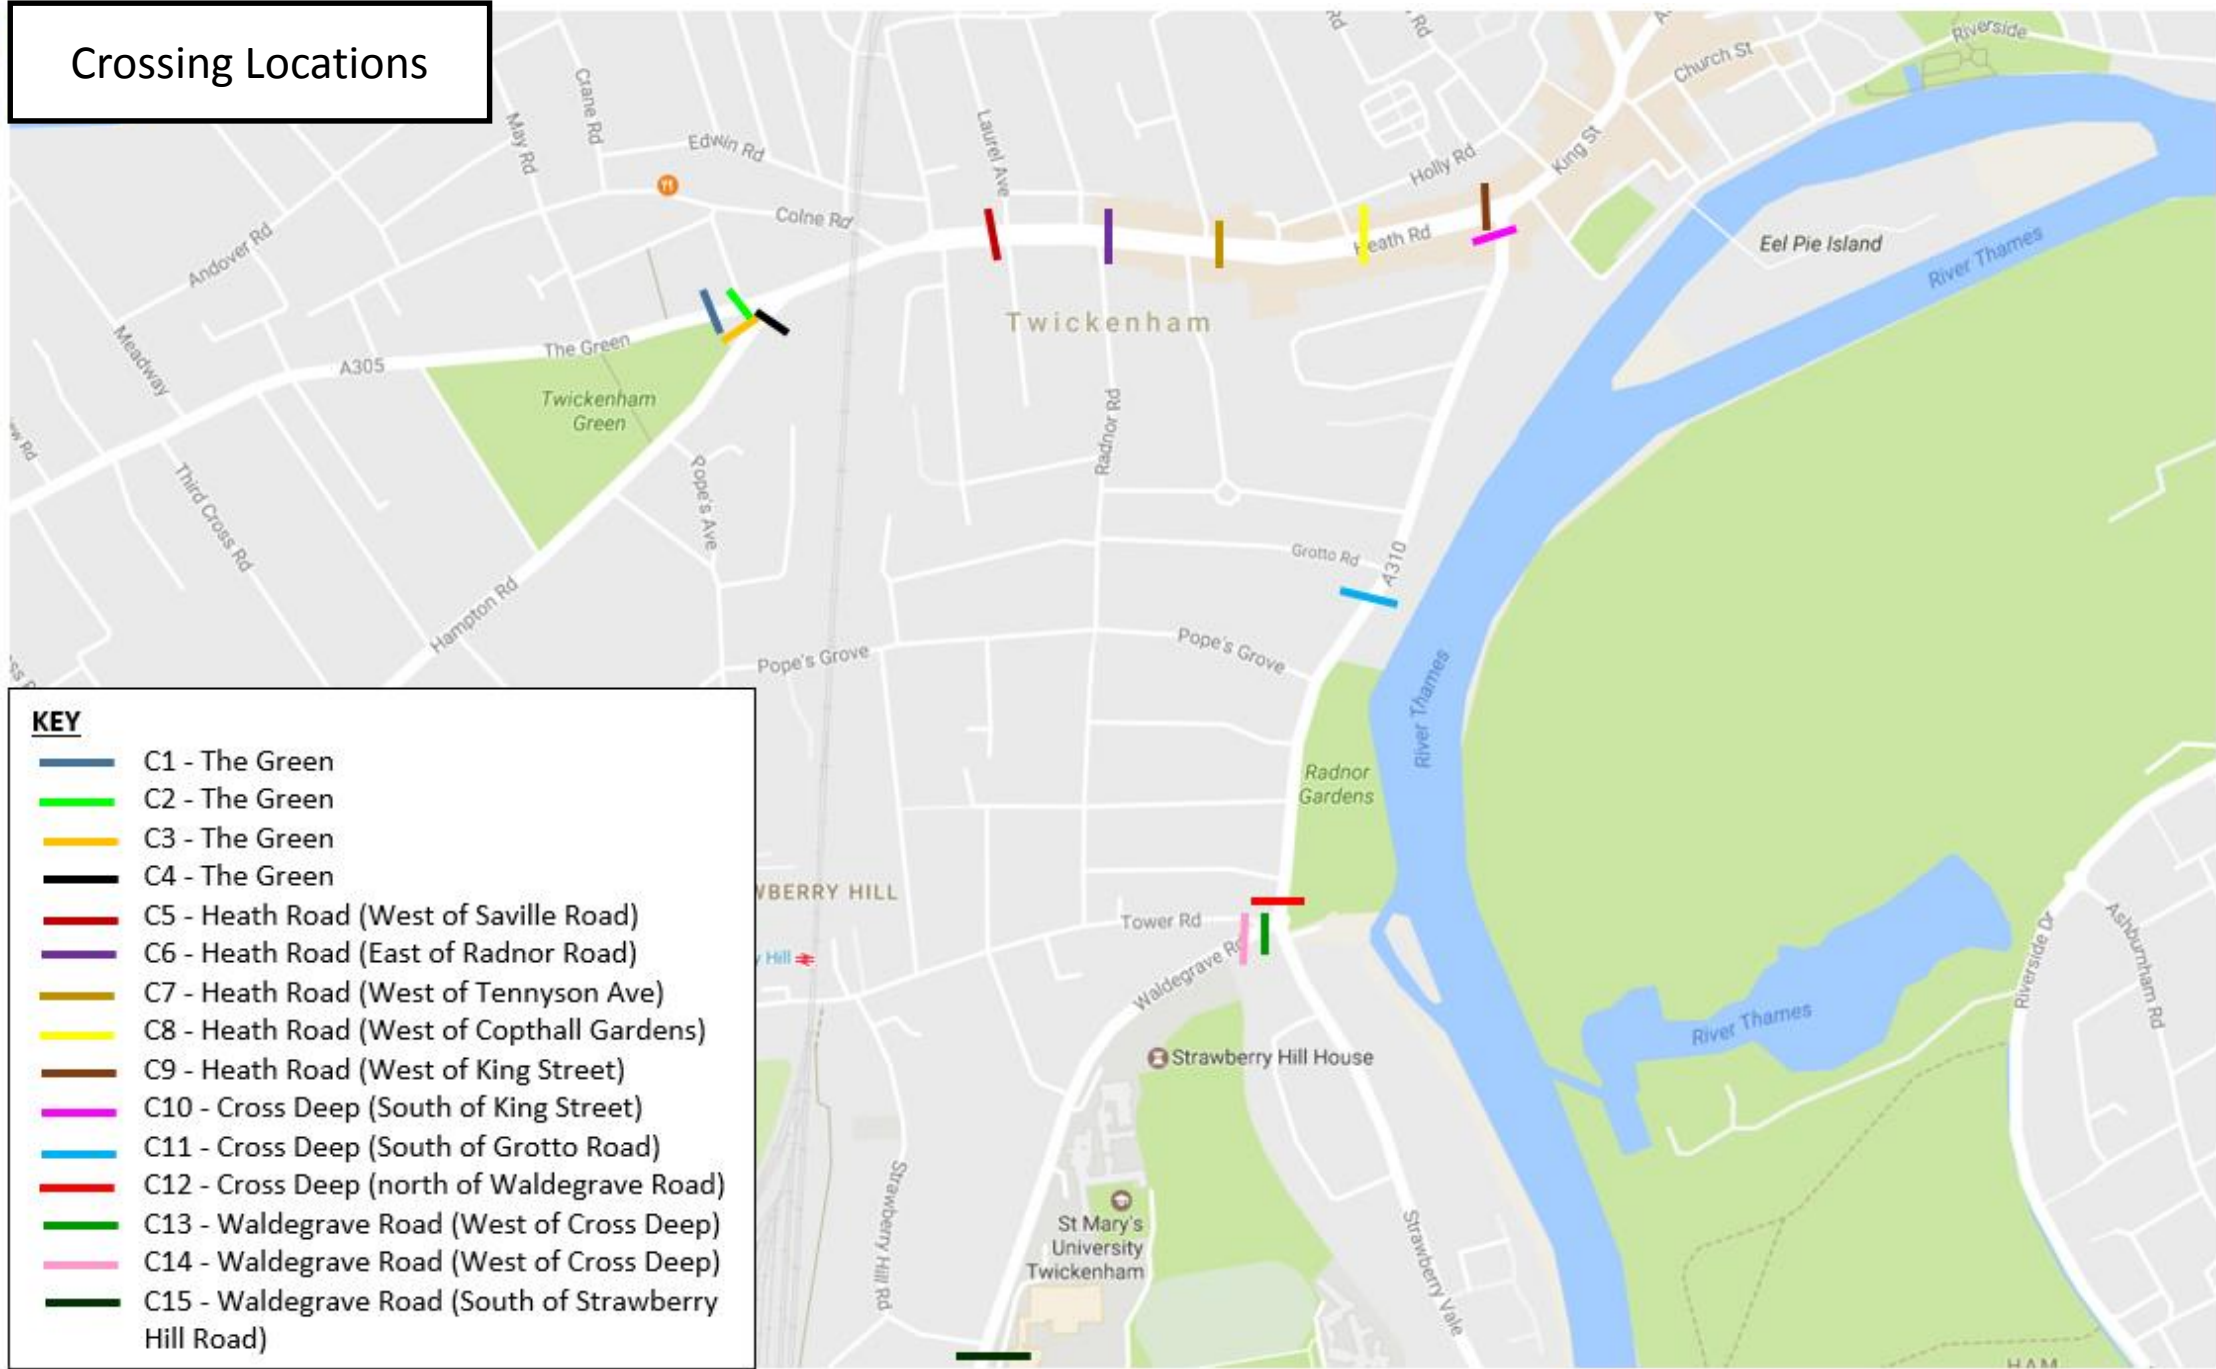 Crossing Locations
Riverside
Church St
Crane Rd
May Rd
Edwin Rd
Laurel Ave
Holly Rd
King St
Colne Rd
Andover Rd
Heath Rd
Eel Pie Island
River Thames
Twickenham
The Green
Meadway
A305
Twickenham
Green
Radnor Rd
Third Cross Rd
Pope's Ave
Grotto Rd
A310
Hampton Rd
Pope's Grove
Pope's Grove
River Thames
Radnor
Gardens
WBERRY HILL
Tower Rd
Hill
Waldegrave Rd
Riverside Dr
Ashburnham Rd
River Thames
Strawberry Hill House
St Mary's
University
Twickenham
Strawberry Hill Rd
Strawberry Vale
HAM
KEY
C1 - The Green
C2 - The Green
C3 - The Green
C4 - The Green
C5 - Heath Road (West of Saville Road)
C6 - Heath Road (East of Radnor Road)
C7 - Heath Road (West of Tennyson Ave)
C8 - Heath Road (West of Copthall Gardens)
C9 - Heath Road (West of King Street)
C10 - Cross Deep (South of King Street)
C11 - Cross Deep (South of Grotto Road)
C12 - Cross Deep (north of Waldegrave Road)
C13 - Waldegrave Road (West of Cross Deep)
C14 - Waldegrave Road (West of Cross Deep)
C15 - Waldegrave Road (South of Strawberry
Hill Road)